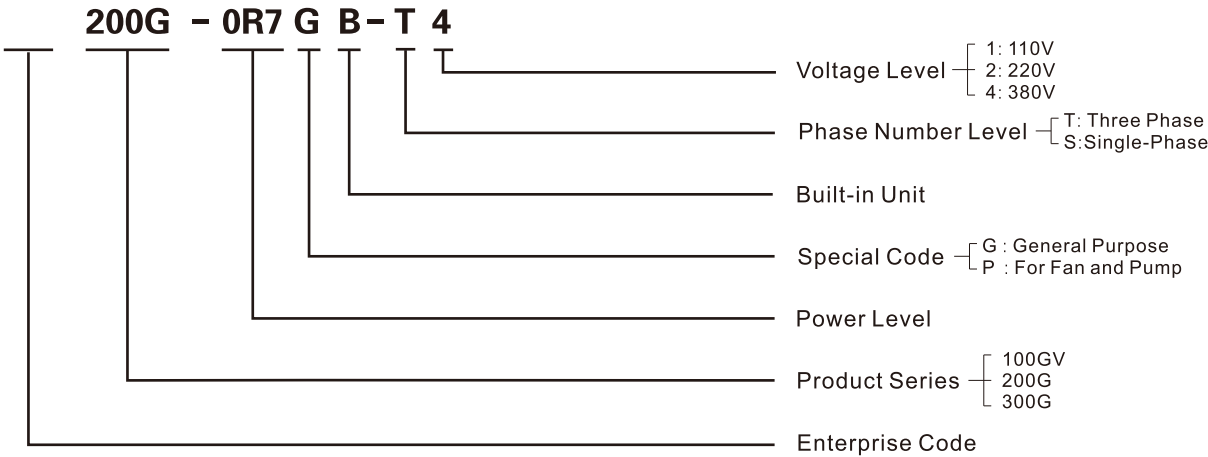 200G - 0R7 G B - T 4
Voltage Level
1: 110V
2: 220V
4: 380V
Phase Number Level
T: Three Phase
S:Single-Phase
Built-in Unit
Special Code
G : General Purpose
P : For Fan and Pump
Power Level
Product Series
100GV
200G
300G
Enterprise Code